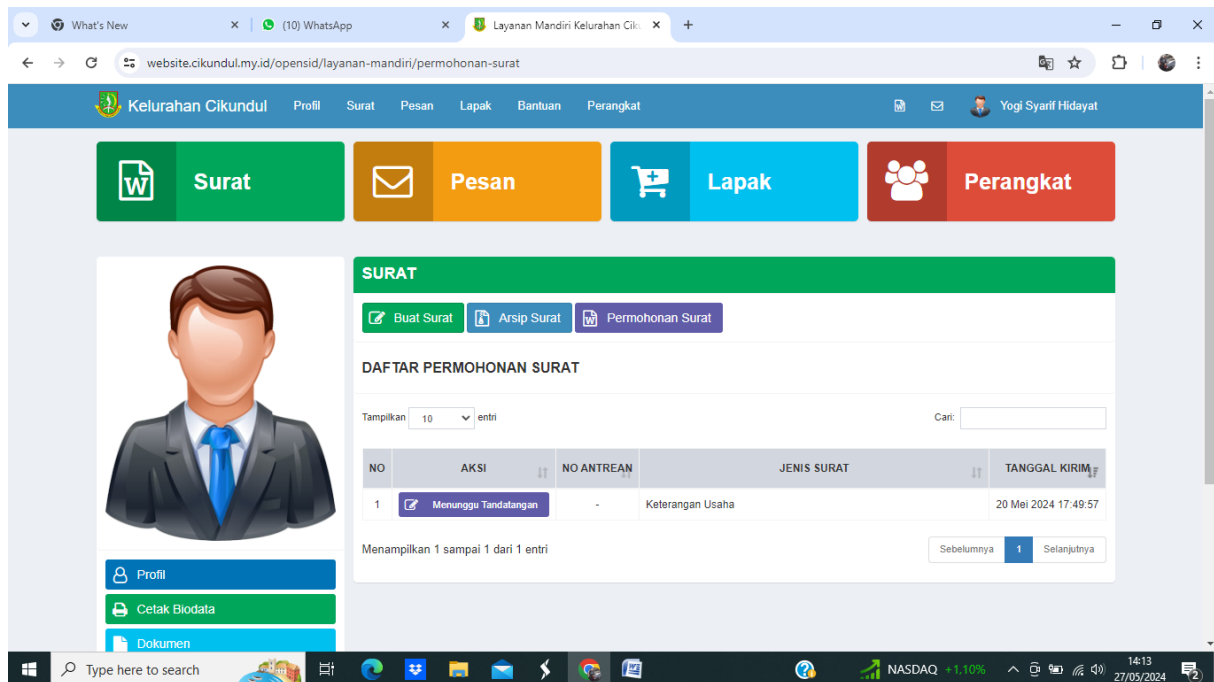 What's New
(10) WhatsApp
Layanan Mandiri Kelurahan Cik
website.cikundul.my.id/opensid/layanan-mandiri/permohonan-surat
Kelurahan Cikundul Profil Surat Pesan Lapak Bantuan Perangkat Yogi Syarif Hidayat
Surat
Pesan
Lapak
Perangkat
SURAT
Buat Surat Arsip Surat Permohonan Surat
DAFTAR PERMOHONAN SURAT
Tampilkan 10 entri Cari:
NO AKSI NO ANTREAN JENIS SURAT TANGGAL KIRIM
1 Menunggu Tandatangan - Keterangan Usaha 20 Mei 2024 17:49:57
Menampilkan 1 sampai 1 dari 1 entri Sebelumnya 1 Selanjutnya
Profil
Cetak Biodata
Dokumen
Type here to search NASDAQ +1,10% 14:13
27/05/2024
2